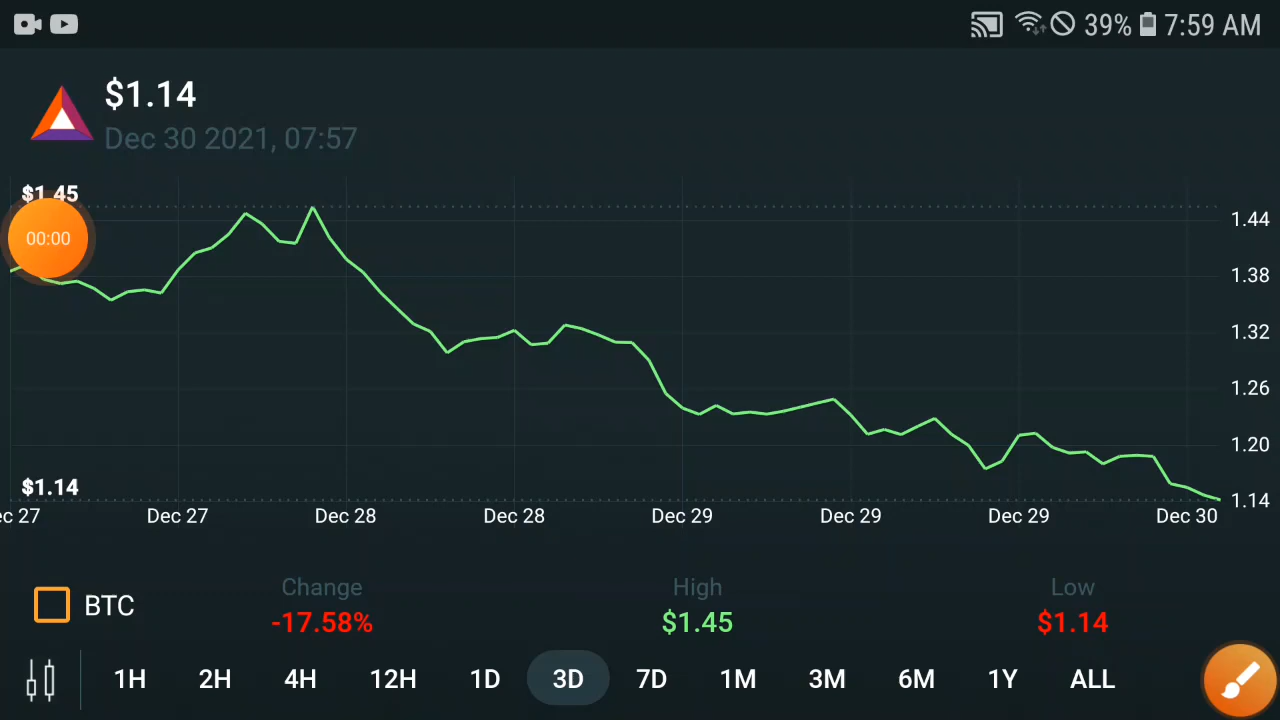 39% 7:59 AM
$1.14
Dec 30 2021, 07:57
$1.45
00:00
1.44
1.38
1.32
1.26
1.20
$1.14
1.14
ec 27 Dec 27 Dec 28 Dec 28 Dec 29 Dec 29 Dec 29 Dec 30
Change High Low
BTC -17.58% $1.45 $1.14
1H 2H 4H 12H 1D 3D 7D 1M 3M 6M 1Y ALL